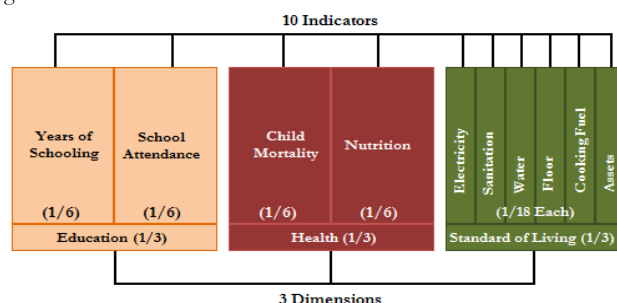 10 Indicators
Years of
Schooling
(1/6)
School
Attendance
(1/6)
Education (1/3)
Child
Mortality
(1/6)
Nutrition
(1/6)
Health (1/3)
Electricity
Sanitation
Water
Floor
Cooking Fuel
Assets
(1/18 Each)
Standard of Living (1/3)
3 Dimensions